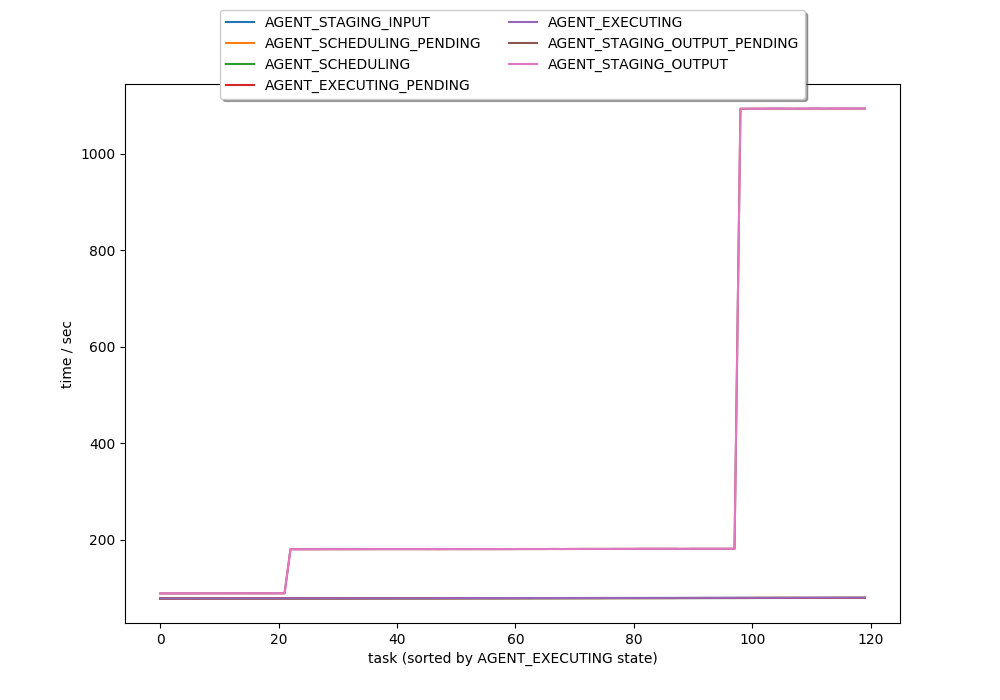 AGENT_STAGING_INPUT
AGENT_SCHEDULING_PENDING
AGENT_SCHEDULING
AGENT_EXECUTING_PENDING
AGENT_EXECUTING
AGENT_STAGING_OUTPUT_PENDING
AGENT_STAGING_OUTPUT
1000
800
600
400
200
time / sec
0 20 40 60 80 100 120
task (sorted by AGENT_EXECUTING state)